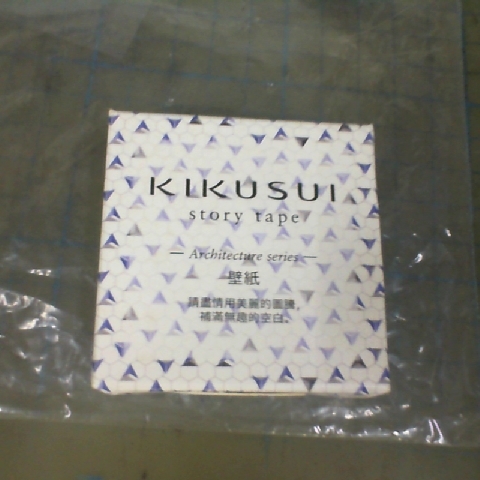 KIKUSUI
story tape
— Architecture series —
壁紙
請盡情用美麗的圖騰,
補滿無趣的空白。